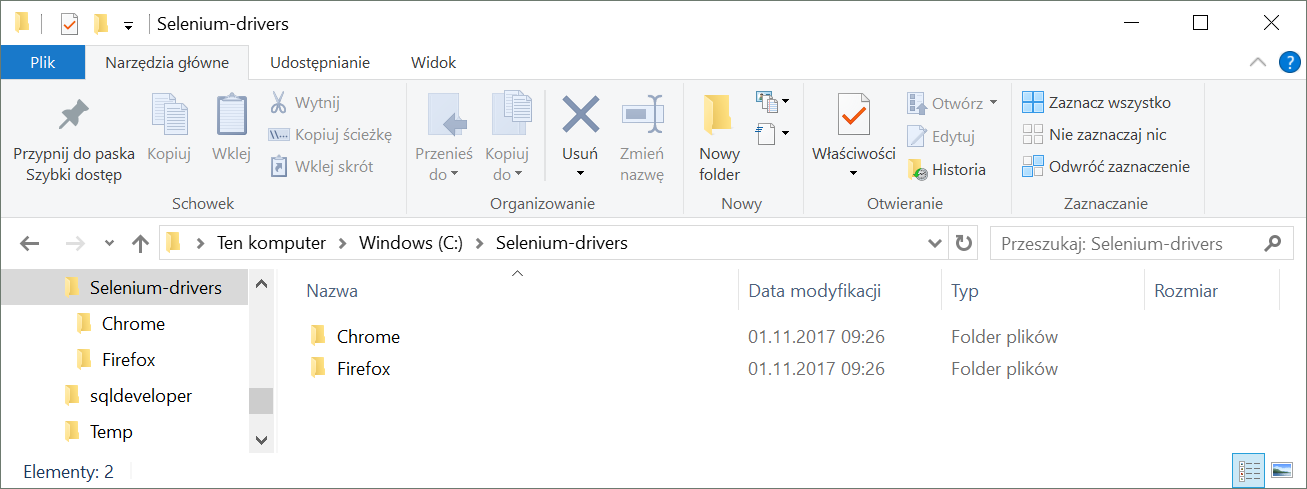 Selenium-drivers
Plik Narzędzia główne Udostępnianie Widok
?
Przypnij do paska
Szybki dostęp
Kopiuj
Wklej
Wytnij
Kopiuj ścieżkę
Wklej skrót
Schowek
Przenieś
do
Kopiuj
do
Usuń
Zmień
nazwę
Organizowanie
Nowy
folder
Nowy
Właściwości
Otwórz
Edytuj
Historia
Otwieranie
Zaznacz wszystko
Nie zaznaczaj nic
Odwróć zaznaczenie
Zaznaczanie
Ten komputer Windows (C:) Selenium-drivers
Przeszukaj: Selenium-drivers
Selenium-drivers
Chrome
Firefox
sqldeveloper
Temp
Nazwa Data modyfikacji Typ Rozmiar
Chrome 01.11.2017 09:26 Folder plików
Firefox 01.11.2017 09:26 Folder plików
Elementy: 2